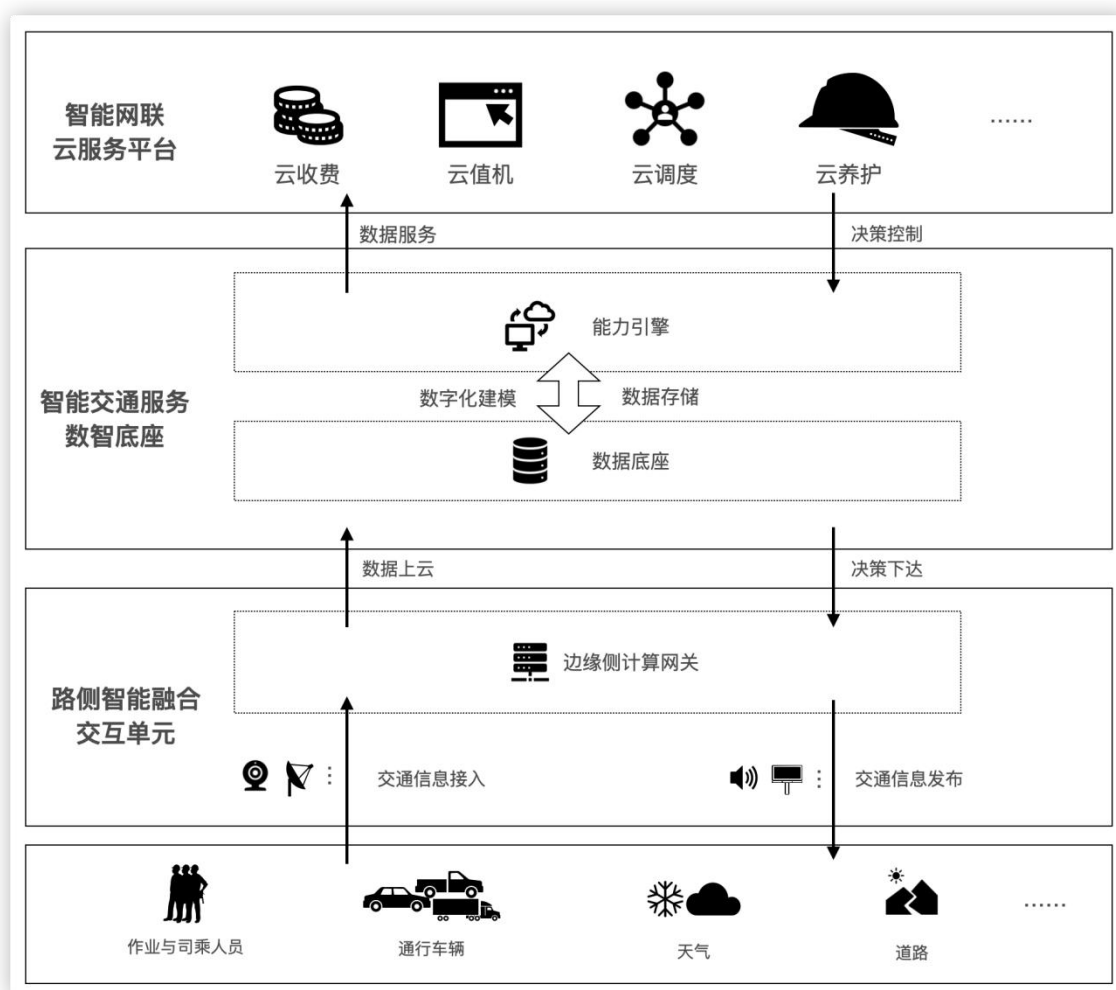 智能网联
云服务平台
云收费
云值机
云调度
云养护
......
数据服务
决策控制
能力引擎
智能交通服务
数智底座
数字化建模
数据存储
数据底座
数据上云
决策下达
边缘侧计算网关
路侧智能融合
交互单元
交通信息接入
交通信息发布
作业与司乘人员
通行车辆
天气
道路
......